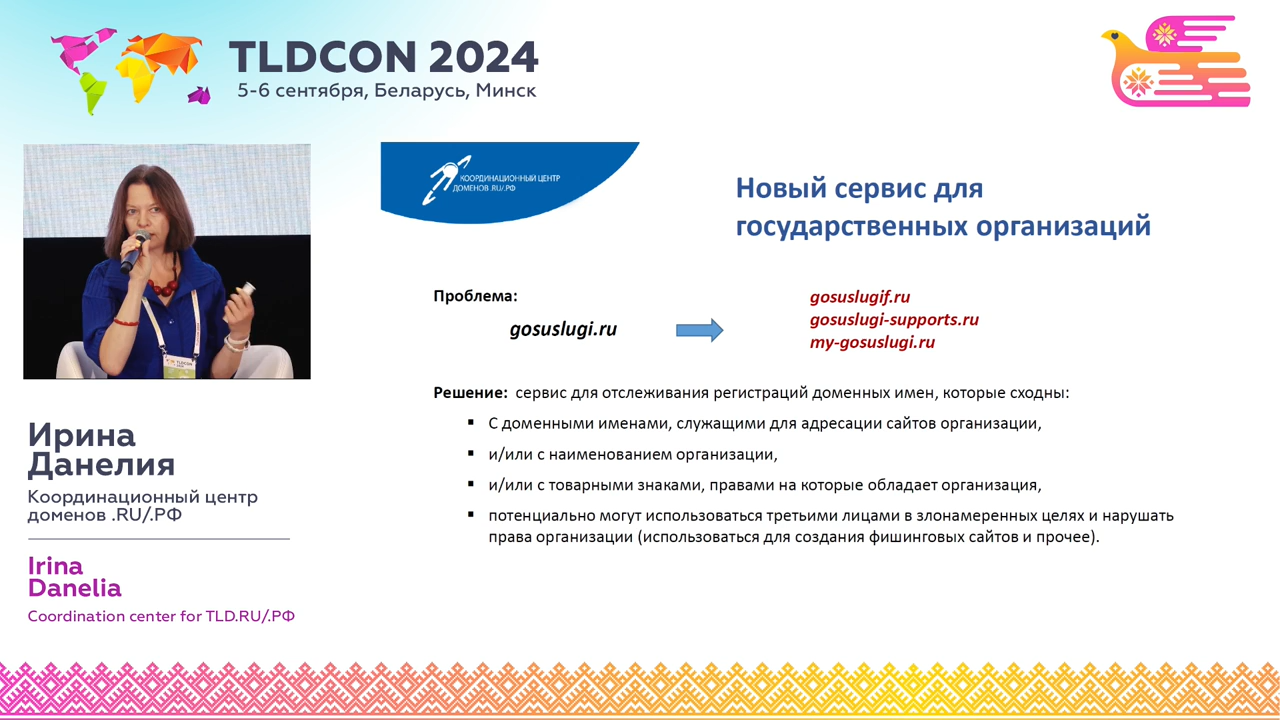 TLDCON 2024
5-6 сентября, Беларусь, Минск
КООРДИНАЦИОННЫЙ ЦЕНТР
ДОМЕНОВ .RU/.РФ
Новый сервис для
государственных организаций
Проблема:
gosuslugi.ru
gosuslugif.ru
gosuslugi-supports.ru
my-gosuslugi.ru
Решение: сервис для отслеживания регистраций доменных имен, которые сходны:
▪ С доменными именами, служащими для адресации сайтов организации,
▪ и/или с наименованием организации,
▪ и/или с товарными знаками, правами на которые обладает организация,
▪ потенциально могут использоваться третьими лицами в злонамеренных целях и нарушать
права организации (использоваться для создания фишинговых сайтов и прочее).
Ирина
Данелия
Координационный центр
доменов .RU/.РФ
Irina
Danelia
Coordination center for TLD.RU/.РФ